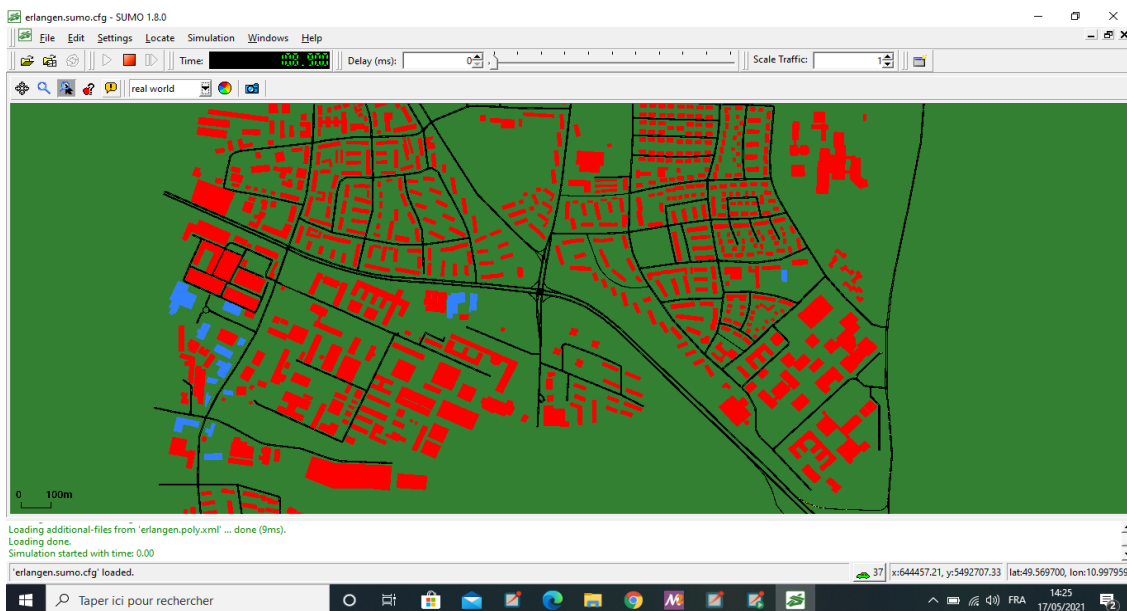 erlangen.sumo.cfg - SUMO 1.8.0
File Edit Settings Locate Simulation Windows Help
Time: 108.900 Delay (ms): 0 Scale Traffic: 1
real world
0 100m
Loading additional-files from 'erlangen.poly.xml' ... done (9ms).
Loading done.
Simulation started with time: 0.00
'erlangen.sumo.cfg' loaded. 37 x:644457.21, y:5492707.33 lat:49.569700, lon:10.997959
Taper ici pour rechercher FRA 14:25
17/05/2021 2